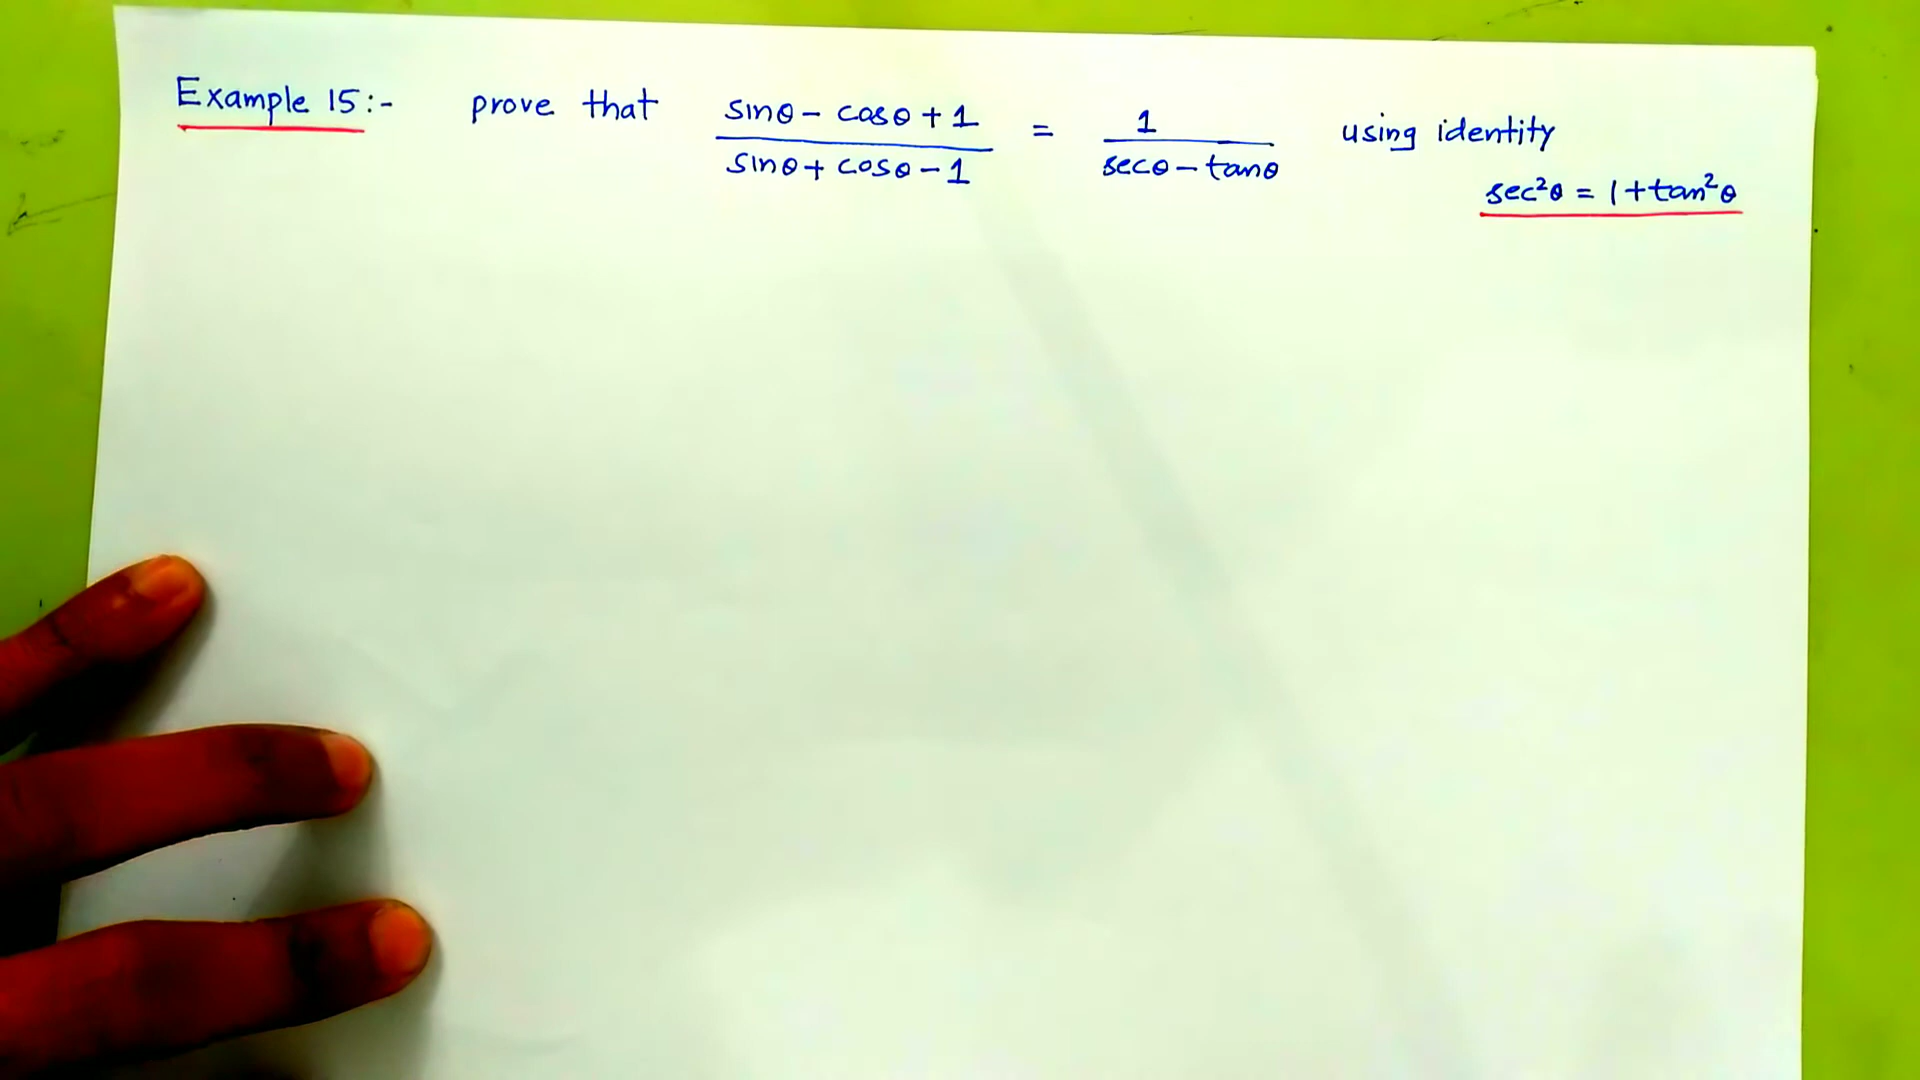 Example 15:- prove that (sinθ - cosθ + 1)/(sinθ + cosθ - 1) = 1/(secθ - tanθ) using identity
sec²θ = 1+tan²θ